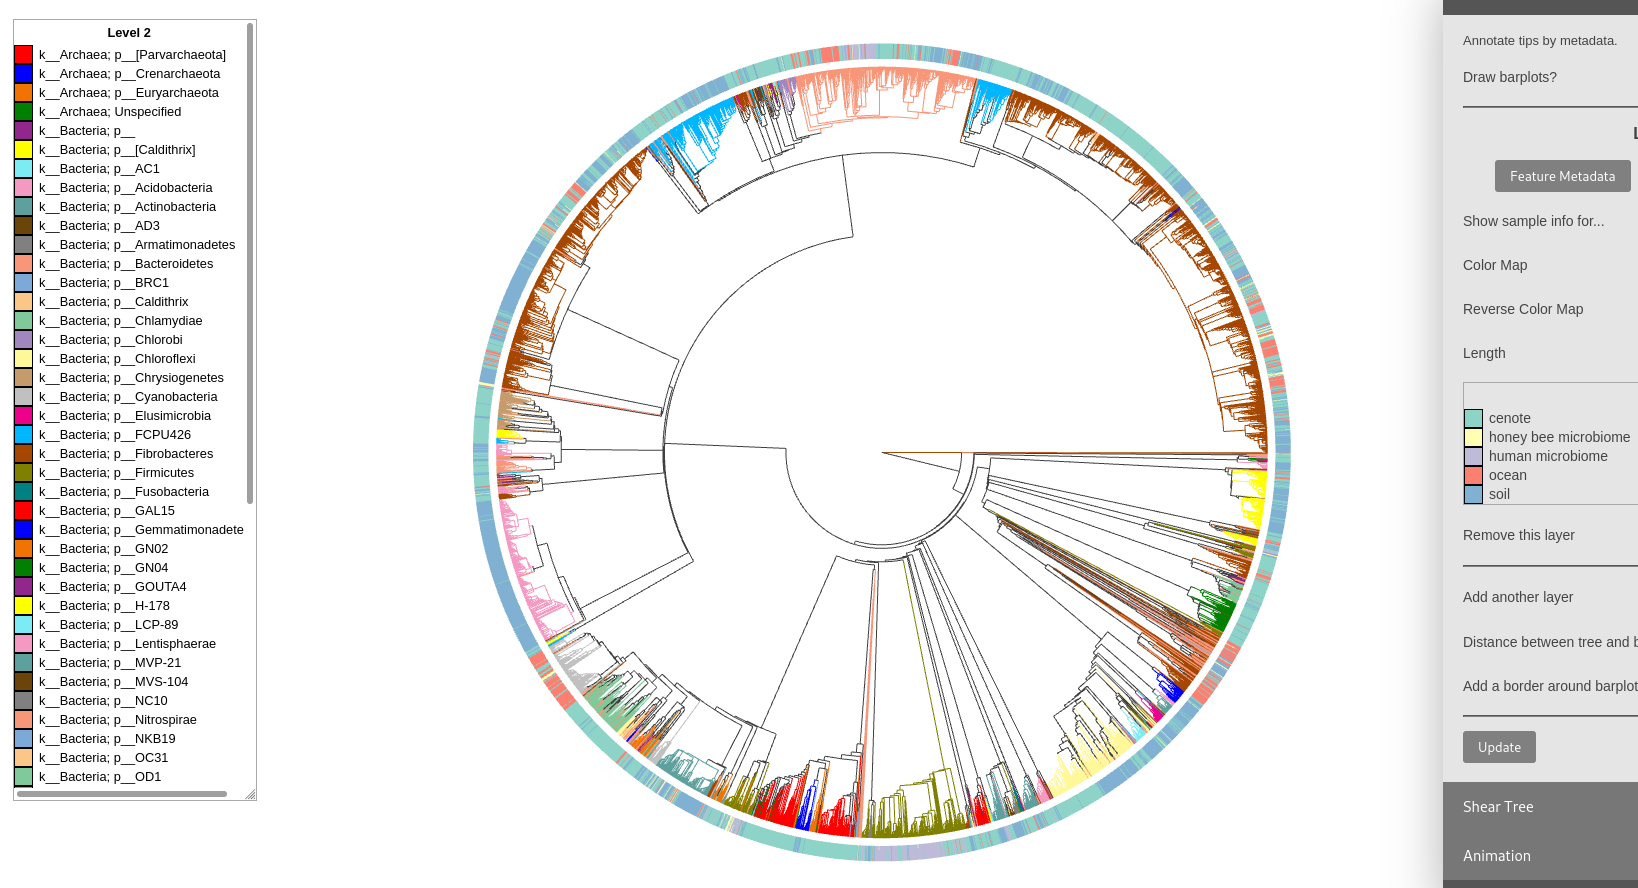 Level 2
k__Archaea; p__[Parvarchaeota]
k__Archaea; p__Crenarchaeota
k__Archaea; p__Euryarchaeota
k__Archaea; Unspecified
k__Bacteria; p__
k__Bacteria; p__[Caldithrix]
k__Bacteria; p__AC1
k__Bacteria; p__Acidobacteria
k__Bacteria; p__Actinobacteria
k__Bacteria; p__AD3
k__Bacteria; p__Armatimonadetes
k__Bacteria; p__Bacteroidetes
k__Bacteria; p__BRC1
k__Bacteria; p__Caldithrix
k__Bacteria; p__Chlamydiae
k__Bacteria; p__Chlorobi
k__Bacteria; p__Chloroflexi
k__Bacteria; p__Chrysiogenetes
k__Bacteria; p__Cyanobacteria
k__Bacteria; p__Elusimicrobia
k__Bacteria; p__FCPU426
k__Bacteria; p__Fibrobacteres
k__Bacteria; p__Firmicutes
k__Bacteria; p__Fusobacteria
k__Bacteria; p__GAL15
k__Bacteria; p__Gemmatimonadete
k__Bacteria; p__GN02
k__Bacteria; p__GN04
k__Bacteria; p__GOUTA4
k__Bacteria; p__H-178
k__Bacteria; p__LCP-89
k__Bacteria; p__Lentisphaerae
k__Bacteria; p__MVP-21
k__Bacteria; p__MVS-104
k__Bacteria; p__NC10
k__Bacteria; p__Nitrospirae
k__Bacteria; p__NKB19
k__Bacteria; p__OC31
k__Bacteria; p__OD1
Annotate tips by metadata.
Draw barplots?
L
Feature Metadata
Show sample info for...
Color Map
Reverse Color Map
Length
cenote
honey bee microbiome
human microbiome
ocean
soil
Remove this layer
Add another layer
Distance between tree and b
Add a border around barplot
Update
Shear Tree
Animation